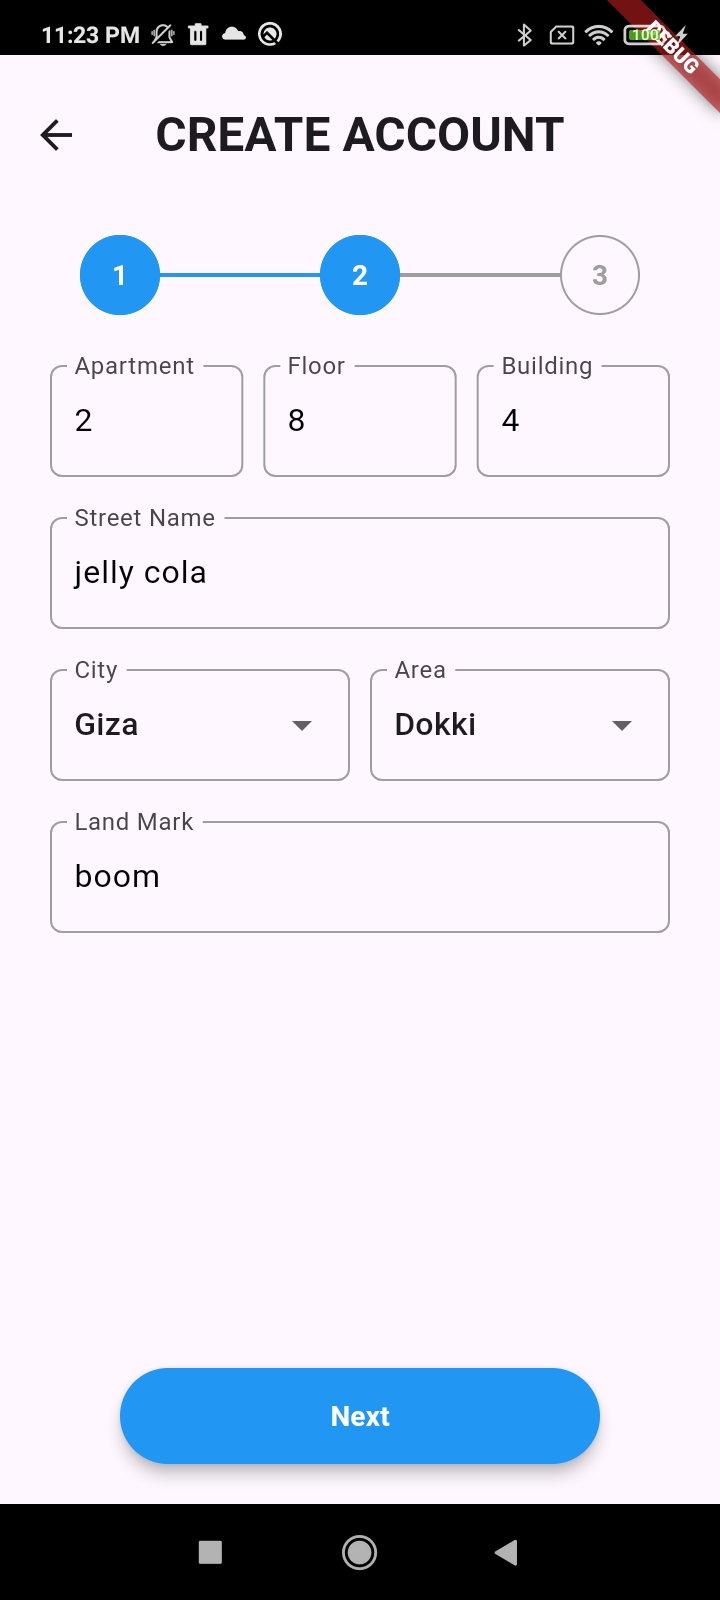 11:23 PM
100
DEBUG
CREATE ACCOUNT
1 2 3
Apartment Floor Building
2 8 4
Street Name
jelly cola
City Area
Giza Dokki
Land Mark
boom
Next